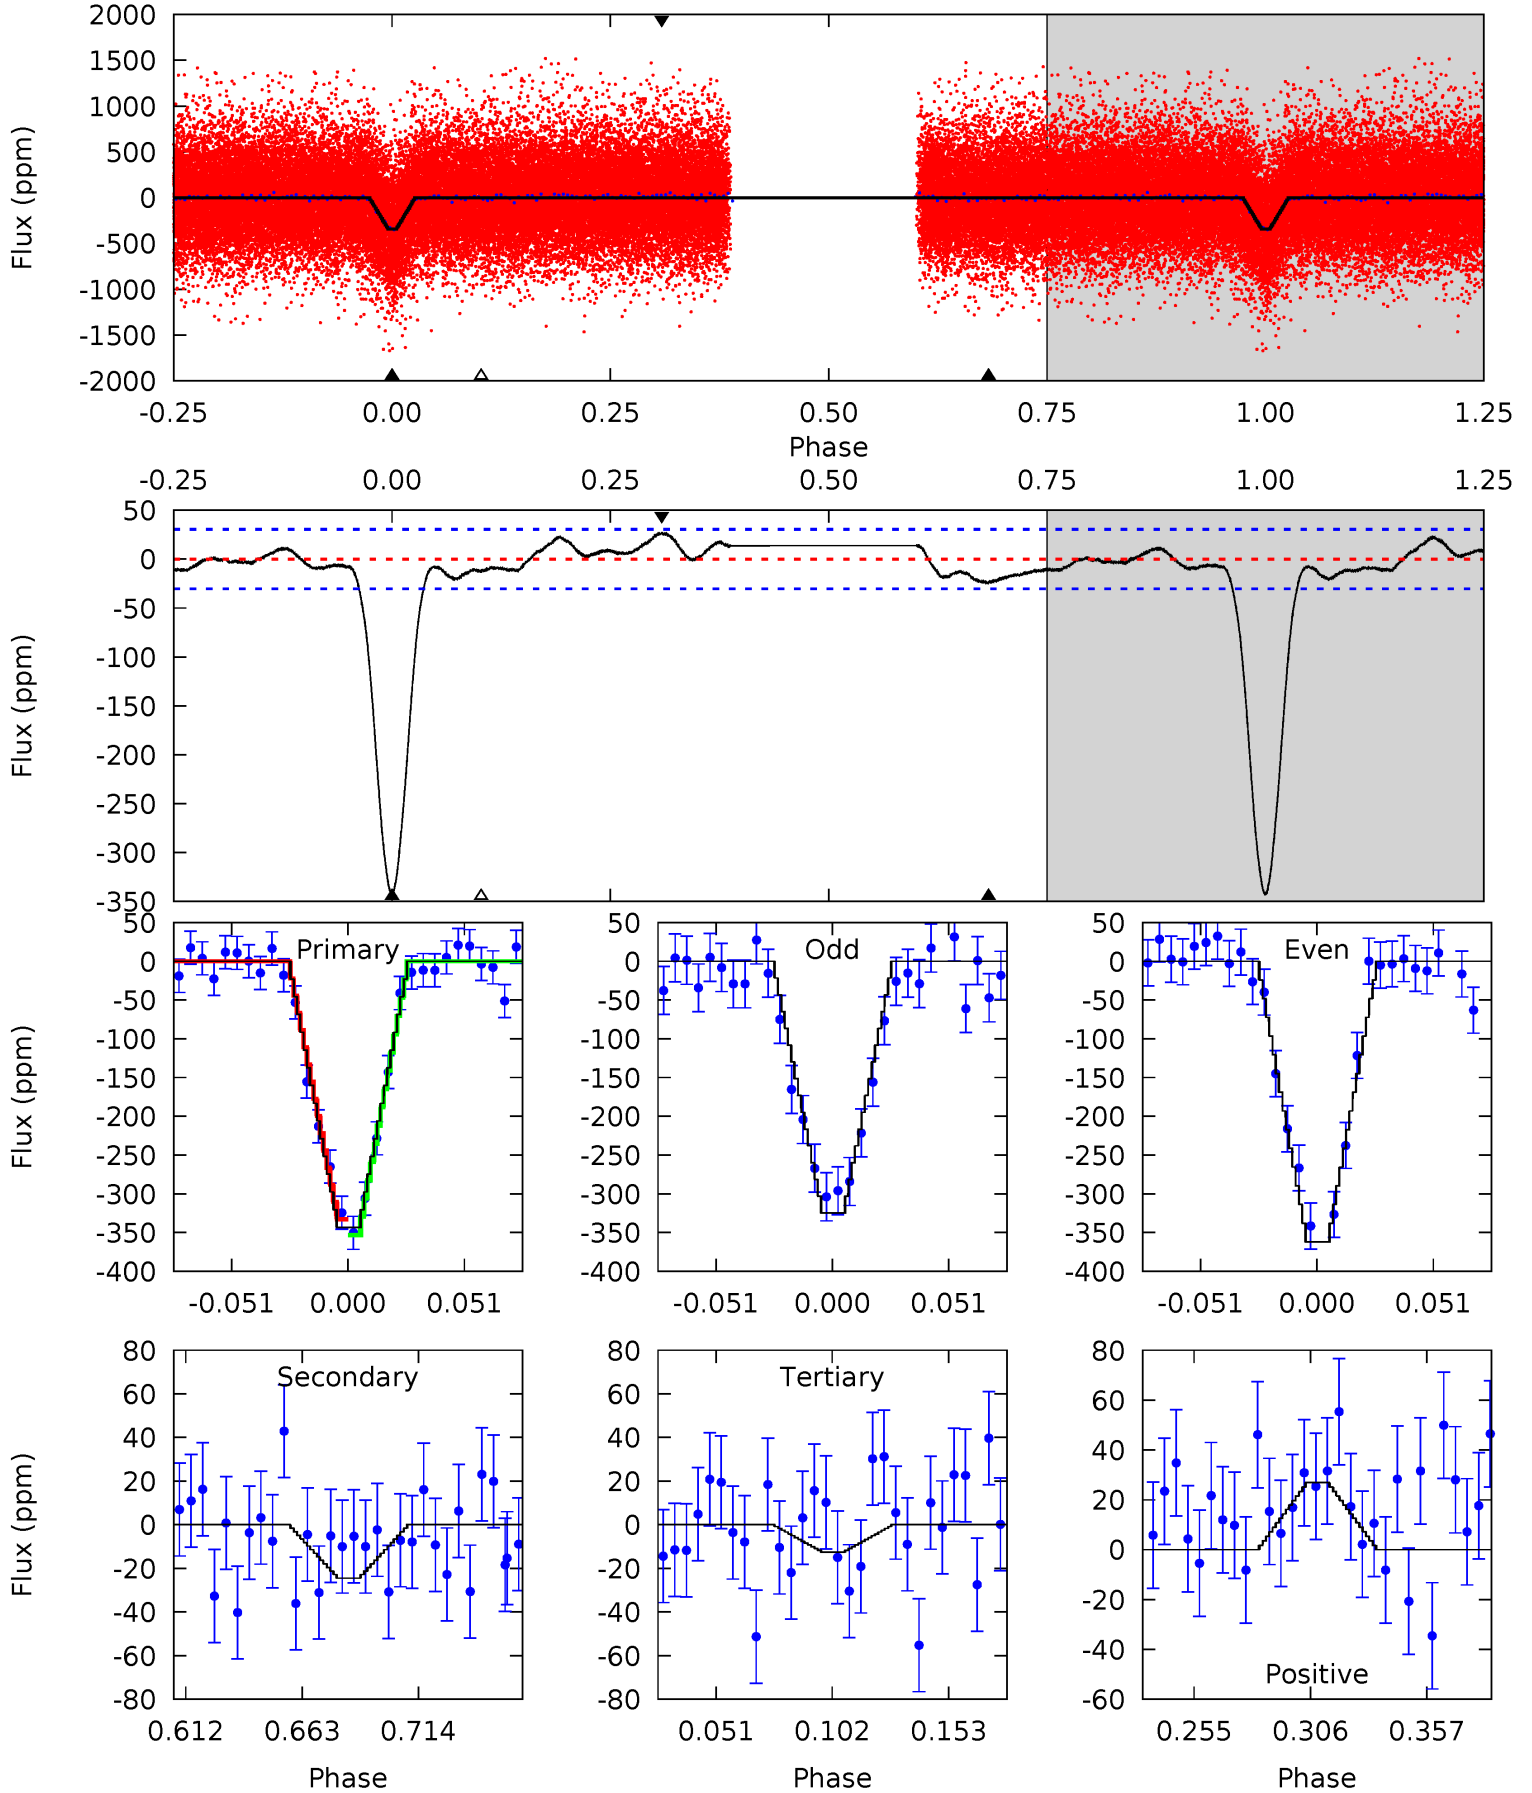 2000
1500
1000
500
0
-500
-1000
-1500
-2000
Flux (ppm)
-0.25 0.00 0.25 0.50 0.75 1.00 1.25
Phase
-0.25 0.00 0.25 0.50 0.75 1.00 1.25
50
0
-50
-100
-150
-200
-250
-300
-350
Flux (ppm)
Primary Odd Even
50 50 50
0 0 0
-50 -50 -50
-100 -100 -100
-150 -150 -150
-200 -200 -200
-250 -250 -250
-300 -300 -300
-350 -350 -350
-400 -400 -400
Flux (ppm)
-0.051 0.000 0.051 -0.051 0.000 0.051 -0.051 0.000 0.051
Secondary Tertiary
80 80 80
60 60 60
40 40 40
20 20 20
0 0 0
-20 -20 -20
-40 -40 -40
-60 -60 -60
-80 -80
Flux (ppm)
Positive
0.612 0.663 0.714 0.051 0.102 0.153 0.255 0.306 0.357
Phase Phase Phase